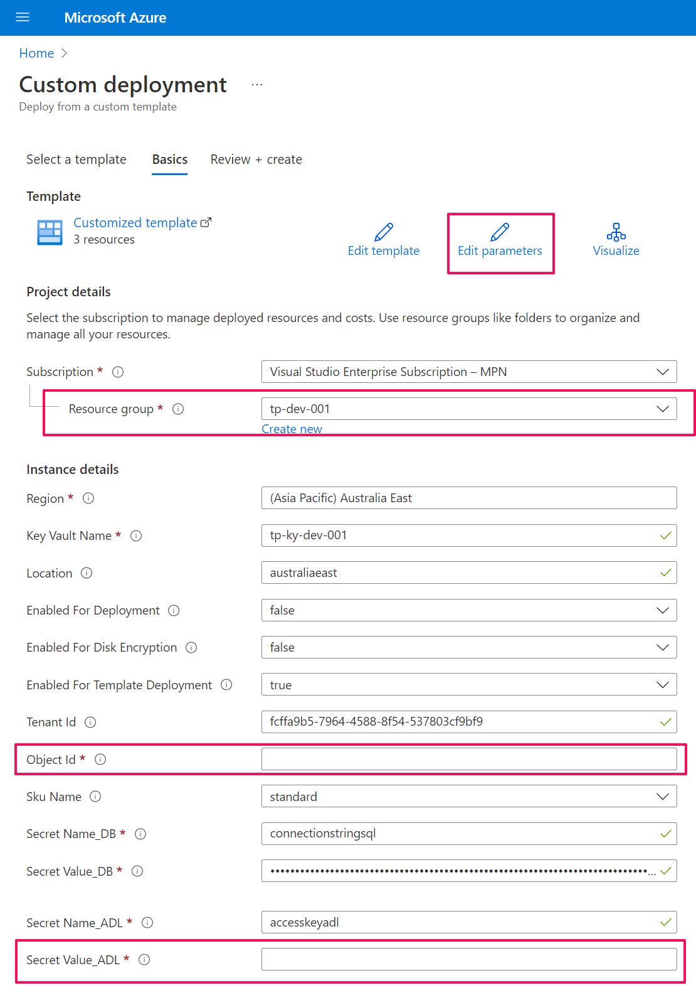 Microsoft Azure
Home
Custom deployment ...
Deploy from a custom template
Select a template Basics Review + create
Template
Customized template
3 resources
Edit template Edit parameters Visualize
Project details
Select the subscription to manage deployed resources and costs. Use resource groups like folders to organize and
manage all your resources.
Subscription * Visual Studio Enterprise Subscription – MPN
Resource group * tp-dev-001
Create new
Instance details
Region * (Asia Pacific) Australia East
Key Vault Name * tp-ky-dev-001
Location australiaeast
Enabled For Deployment false
Enabled For Disk Encryption false
Enabled For Template Deployment true
Tenant Id fcffa9b5-7964-4588-8f54-537803cf9bf9
Object Id *
Sku Name standard
Secret Name_DB * connectionstringsql
Secret Value_DB *
Secret Name_ADL * accesskeyadl
Secret Value_ADL *